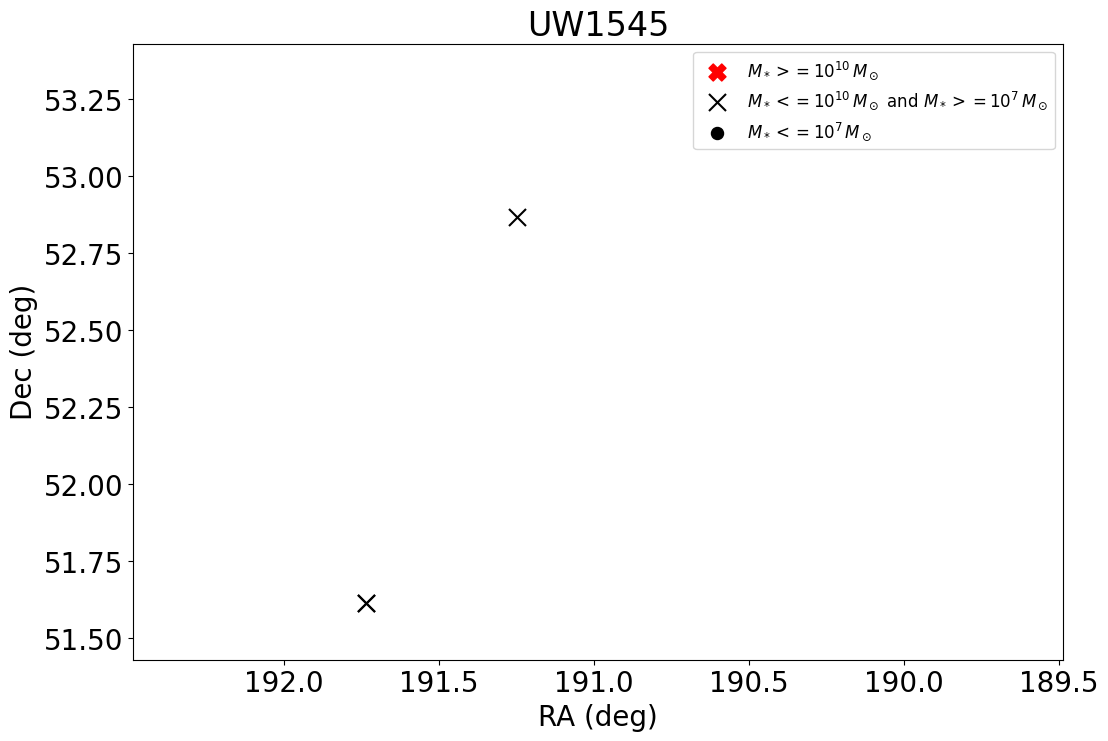 UW1545
M* >= 10^10 M⊙
M* <= 10^10 M⊙ and M* >= 10^7 M⊙
M* <= 10^7 M⊙
53.25
53.00
52.75
52.50
52.25
52.00
51.75
51.50
Dec (deg)
192.0 191.5 191.0 190.5 190.0 189.5
RA (deg)